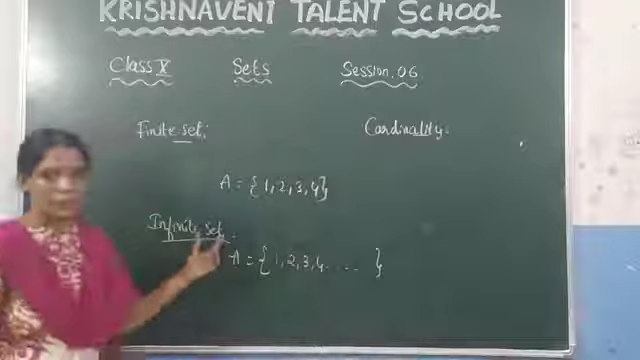 KRISHNAVENI TALENT SCHOOL
Class X Sets Session.06
Finite set: Cardinality.
A = {1, 2, 3, 4}
Infinite set.
A = {1, 2, 3, 4.....}